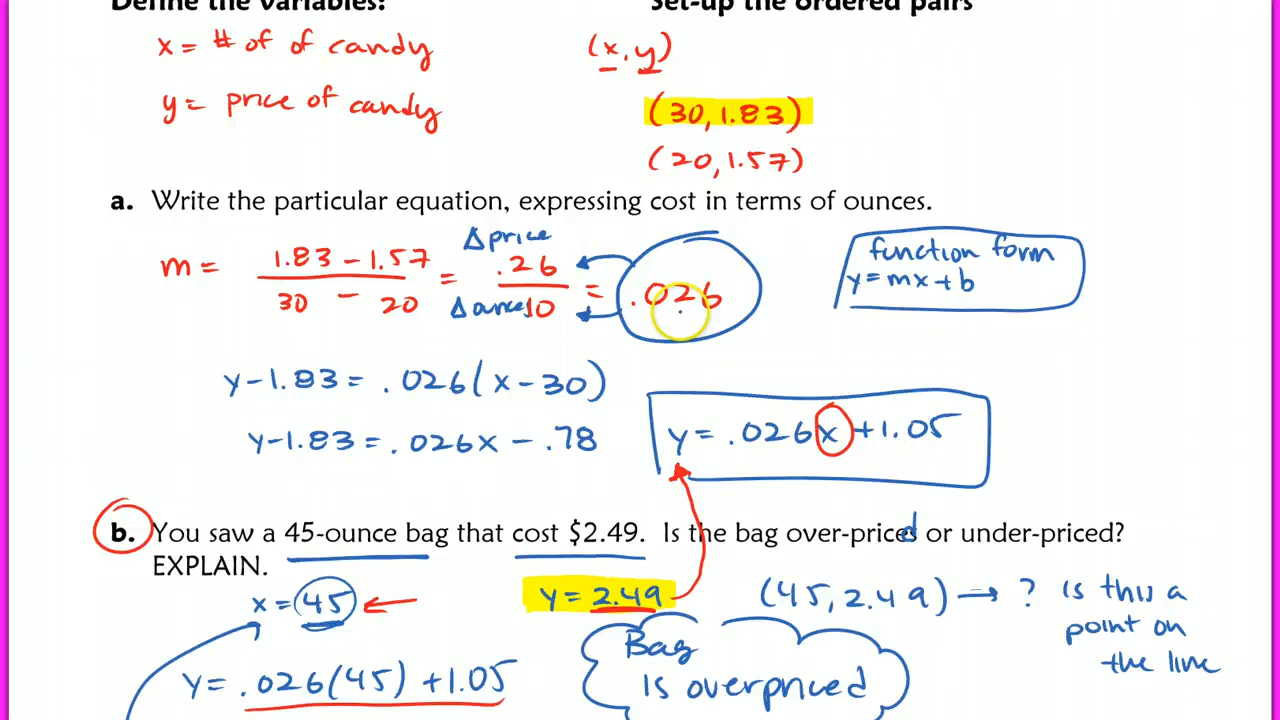 Define the variables:
Set-up the ordered pairs
x = # of of candy
y = price of candy
(x, y)
(30, 1.83)
(20, 1.57)
a. Write the particular equation, expressing cost in terms of ounces.
m = 1.83 - 1.57 / 30 - 20 = Δprice .26 / Δounces 10 = .026
function form
y = mx + b
y - 1.83 = .026(x - 30)
y - 1.83 = .026x - .78
y = .026x + 1.05
b. You saw a 45-ounce bag that cost $2.49. Is the bag over-priced or under-priced?
EXPLAIN.
x = 45
y = 2.49
(45, 2.49) → ? Is this a
point on
the line
y = .026(45) + 1.05
Bag
is overpriced